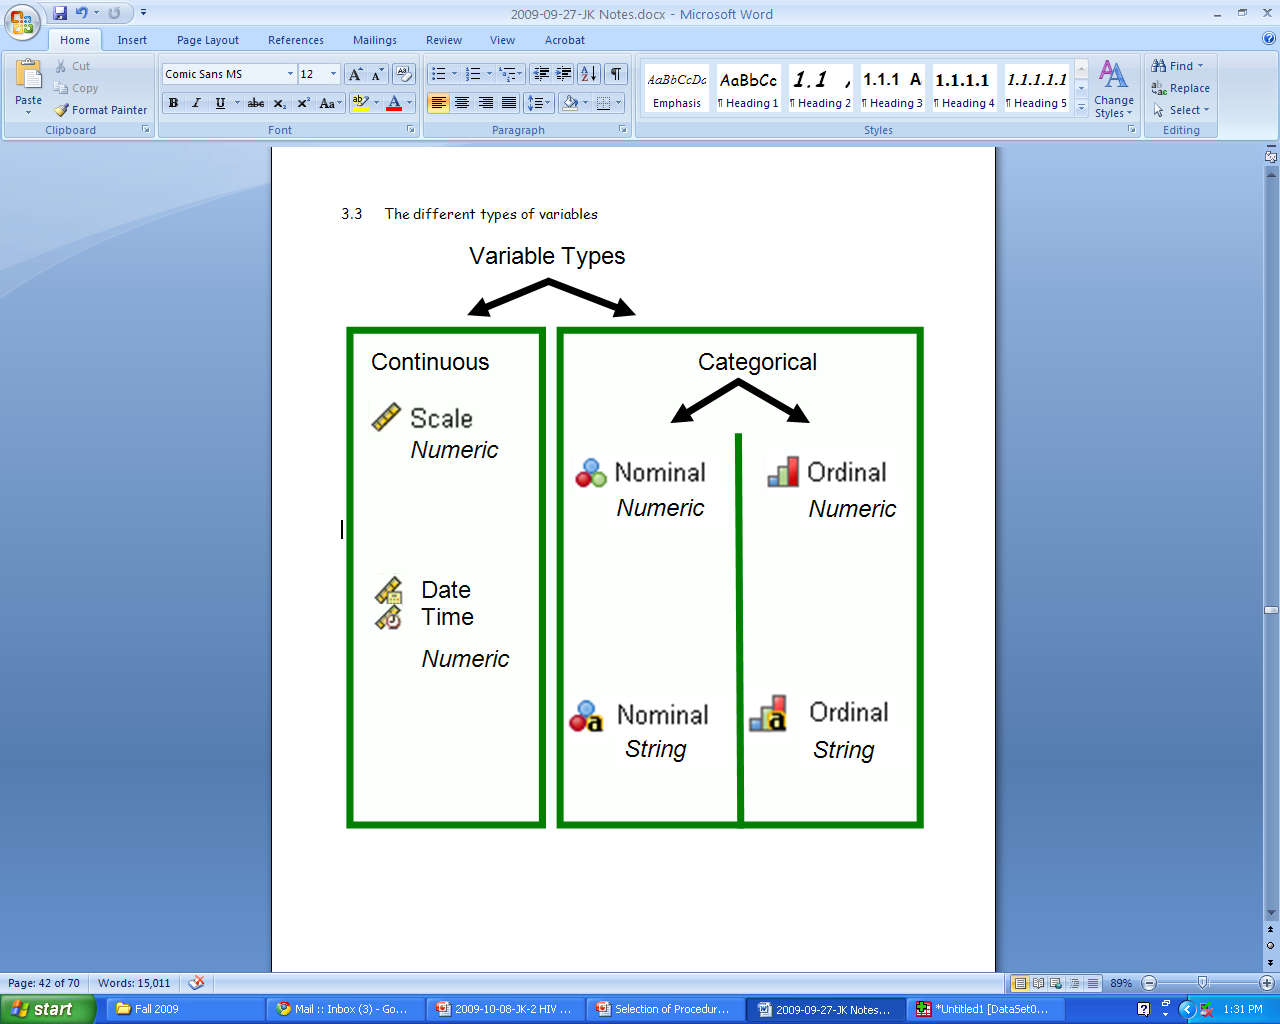 2009-09-27-JK Notes.docx - Microsoft Word
Home Insert Page Layout References Mailings Review View Acrobat
Paste
Cut
Copy
Format Painter
Clipboard
Comic Sans MS 12
B I U abc x₂ x² Aa
Font
Paragraph
AaBbCcDc AaBbCc 1.1 , 1.1.1 A 1.1.1.1 1.1.1.1.1
Emphasis ¶ Heading 1 ¶ Heading 2 ¶ Heading 3 ¶ Heading 4 ¶ Heading 5
Change Styles
Styles
Find
Replace
Select
Editing
3.3 The different types of variables
Variable Types
Continuous
Scale
Numeric
Date
Time
Numeric
Categorical
Nominal
Numeric
Ordinal
Numeric
Nominal
String
Ordinal
String
Page: 42 of 70 Words: 15,011 89%
start Fall 2009 Mail :: Inbox (3) - Go... 2009-10-08-JK-2 HIV ... Selection of Procedur... 2009-09-27-JK Notes... *Untitled1 [DataSet0... 1:31 PM